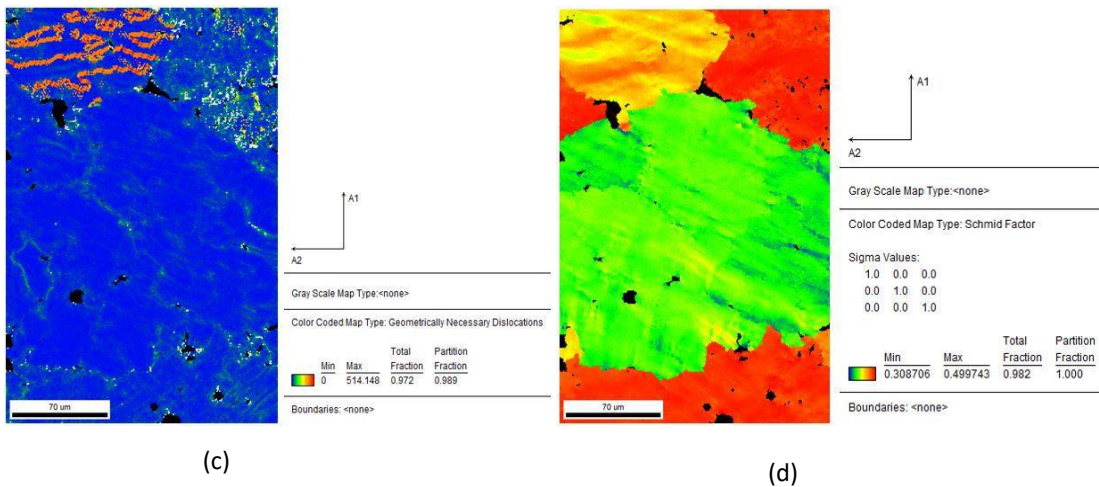 A1
A2
Gray Scale Map Type:<none>
Color Coded Map Type: Geometrically Necessary Dislocations
Total Partition
Min Max Fraction Fraction
0 514.148 0.972 0.989
Boundaries: <none>
70 um
(c)
A1
A2
Gray Scale Map Type:<none>
Color Coded Map Type: Schmid Factor
Sigma Values:
1.0 0.0 0.0
0.0 1.0 0.0
0.0 0.0 1.0
Total Partition
Min Max Fraction Fraction
0.308706 0.499743 0.982 1.000
Boundaries: <none>
70 um
(d)